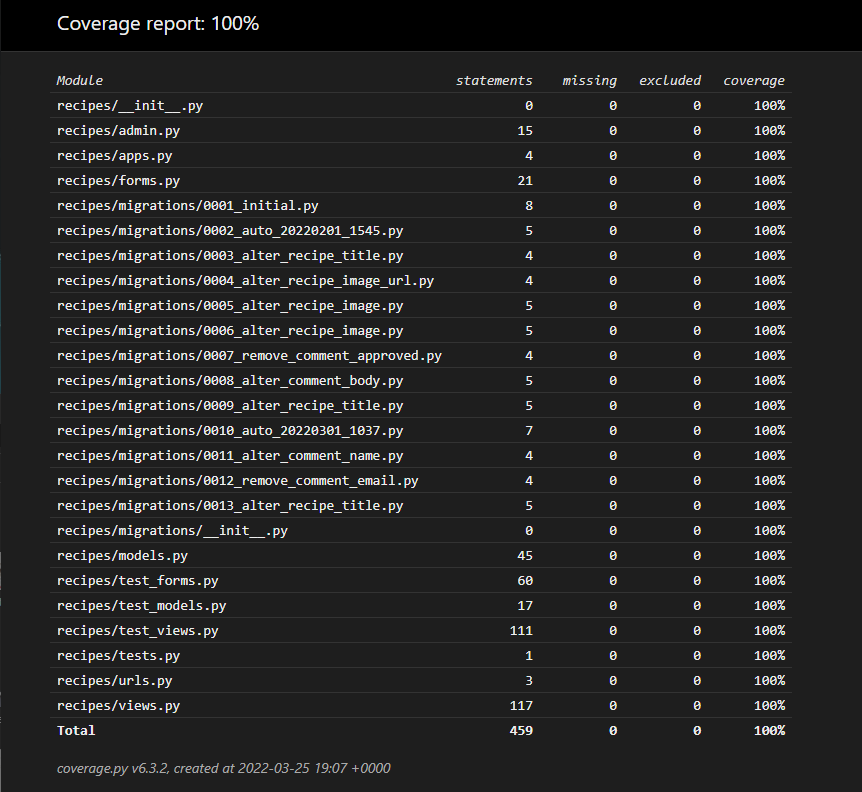 Coverage report: 100%
Module statements missing excluded coverage
recipes/__init__.py 0 0 0 100%
recipes/admin.py 15 0 0 100%
recipes/apps.py 4 0 0 100%
recipes/forms.py 21 0 0 100%
recipes/migrations/0001_initial.py 8 0 0 100%
recipes/migrations/0002_auto_20220201_1545.py 5 0 0 100%
recipes/migrations/0003_alter_recipe_title.py 4 0 0 100%
recipes/migrations/0004_alter_recipe_image_url.py 4 0 0 100%
recipes/migrations/0005_alter_recipe_image.py 5 0 0 100%
recipes/migrations/0006_alter_recipe_image.py 5 0 0 100%
recipes/migrations/0007_remove_comment_approved.py 4 0 0 100%
recipes/migrations/0008_alter_comment_body.py 5 0 0 100%
recipes/migrations/0009_alter_recipe_title.py 5 0 0 100%
recipes/migrations/0010_auto_20220301_1037.py 7 0 0 100%
recipes/migrations/0011_alter_comment_name.py 4 0 0 100%
recipes/migrations/0012_remove_comment_email.py 4 0 0 100%
recipes/migrations/0013_alter_recipe_title.py 5 0 0 100%
recipes/migrations/__init__.py 0 0 0 100%
recipes/models.py 45 0 0 100%
recipes/test_forms.py 60 0 0 100%
recipes/test_models.py 17 0 0 100%
recipes/test_views.py 111 0 0 100%
recipes/tests.py 1 0 0 100%
recipes/urls.py 3 0 0 100%
recipes/views.py 117 0 0 100%
Total 459 0 0 100%
coverage.py v6.3.2, created at 2022-03-25 19:07 +0000